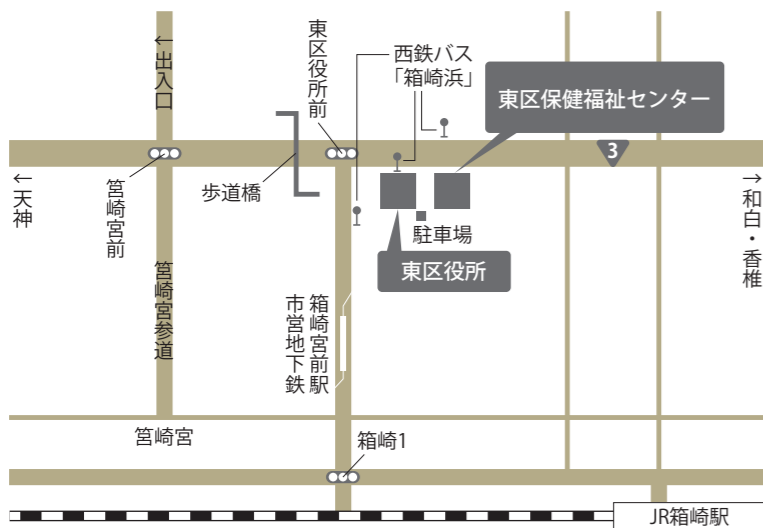 ←出入口
東区役所前
西鉄バス
「箱崎浜」
東区保健福祉センター
3
←天神
筥崎宮前
歩道橋
→和白・香椎
駐車場
東区役所
筥崎宮参道
箱崎宮前駅
市営地下鉄
筥崎宮
箱崎1
JR箱崎駅